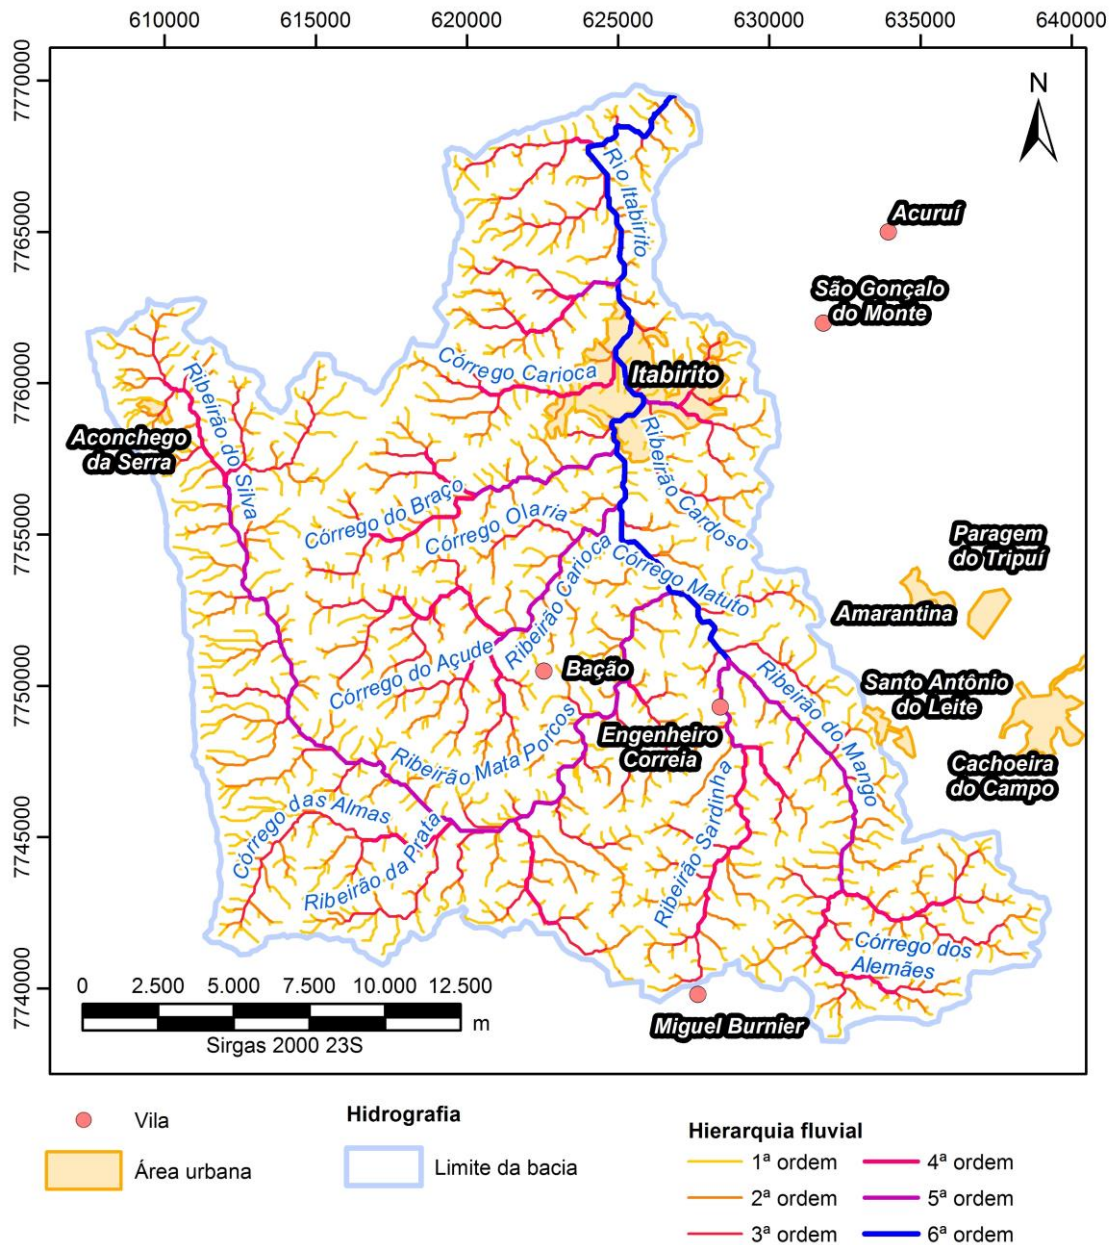 610000 615000 620000 625000 630000 635000 640000
7770000
7765000
7760000
7755000
7750000
7745000
7740000
N
Rio Itabirito
Acuruí
São Gonçalo
do Monte
Córrego Carioca
Itabirito
Ribeirão do Silva
Aconchego
da Serra
Ribeirão Cardoso
Córrego do Braço
Córrego Olaria
Paragem
do Tripuí
Córrego Matuto
Ribeirão Carioca
Amarantina
Córrego do Açude
Bação
Ribeirão do Mango
Santo Antônio
do Leite
Ribeirão Mata Porcos
Engenheiro
Correia
Cachoeira
do Campo
Córrego das Almas
Ribeirão da Prata
Ribeirão Sardinha
Córrego dos
Alemães
Miguel Burnier
0 2.500 5.000 7.500 10.000 12.500
m
Sirgas 2000 23S
Vila
Área urbana
Hidrografia
Limite da bacia
Hierarquia fluvial
1ª ordem
2ª ordem
3ª ordem
4ª ordem
5ª ordem
6ª ordem